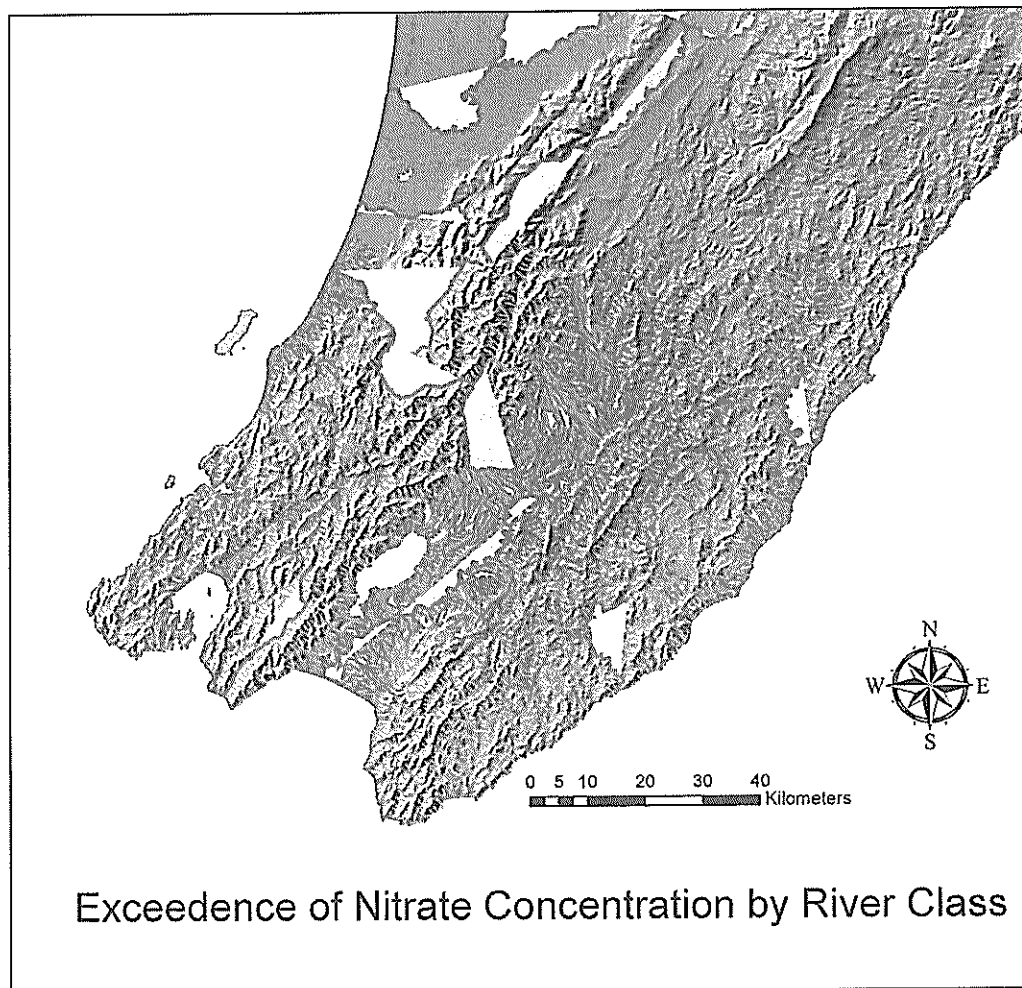 N
W E
S
0 5 10 20 30 40
Kilometers
Exceedence of Nitrate Concentration by River Class